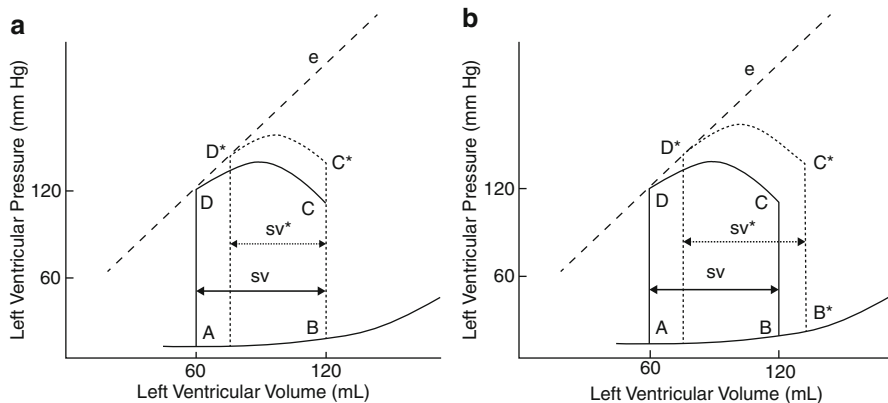 a
Left Ventricular Pressure (mm Hg)
120
60
e
D*
C*
D
C
sv*
sv
A
B
60
120
Left Ventricular Volume (mL)
b
Left Ventricular Pressure (mm Hg)
120
60
e
D*
C*
D
C
sv*
sv
B*
A
B
60
120
Left Ventricular Volume (mL)